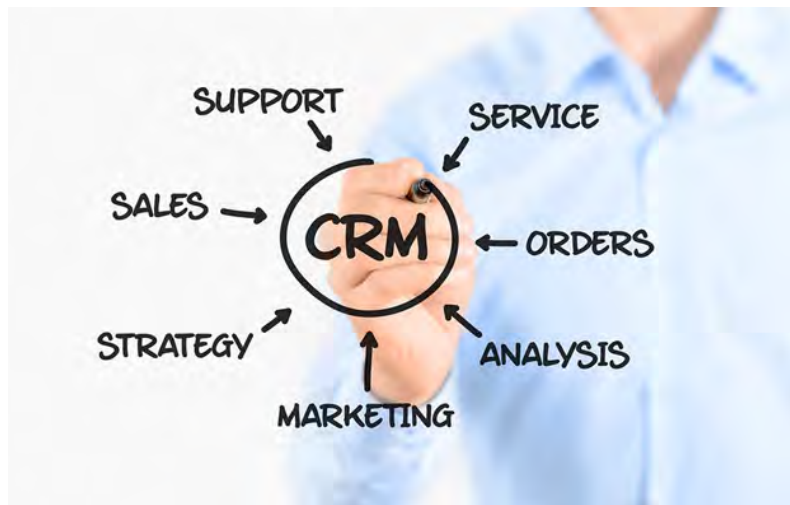 SUPPORT
SERVICE
SALES
CRM
ORDERS
STRATEGY
ANALYSIS
MARKETING